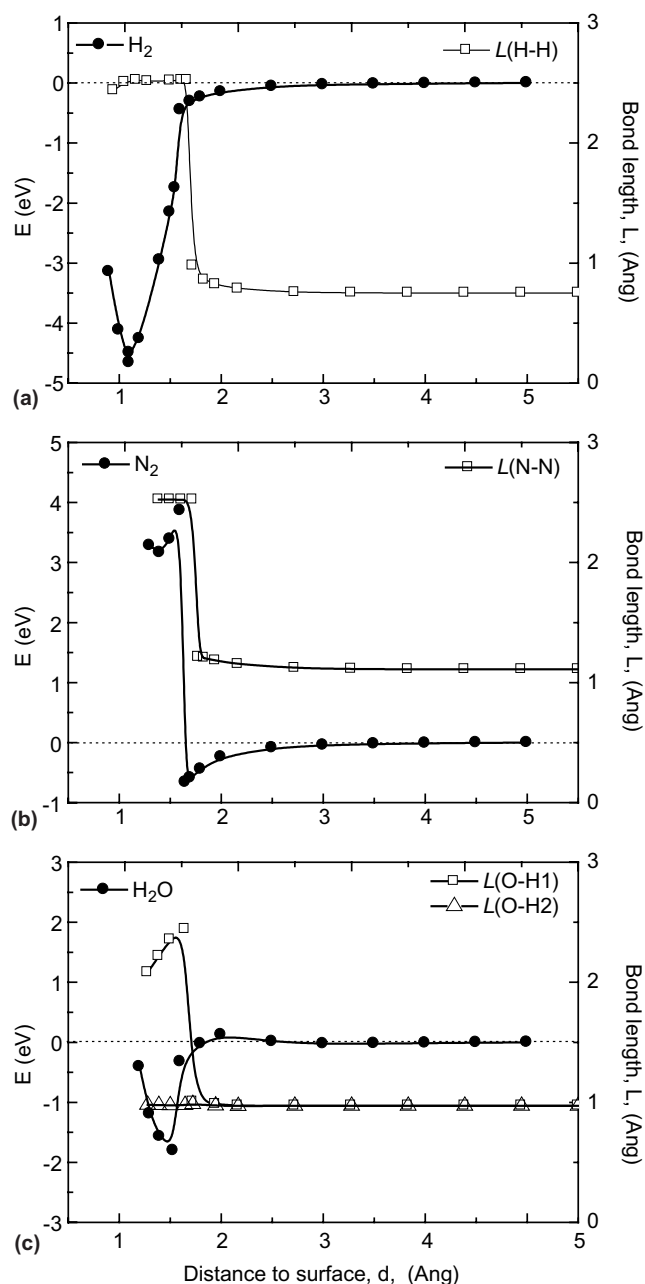 H2
L(H-H)
1
0
-1
-2
-3
-4
-5
3
2
1
0
E (eV)
Bond length, L, (Ang)
1
2
3
4
5
(a)
N2
L(N-N)
5
4
3
2
1
0
-1
3
2
1
0
E (eV)
Bond length, L, (Ang)
1
2
3
4
5
(b)
H2O
L(O-H1)
L(O-H2)
3
2
1
0
-1
-2
-3
3
2
1
0
E (eV)
Bond length, L, (Ang)
1
2
3
4
5
(c)
Distance to surface, d, (Ang)